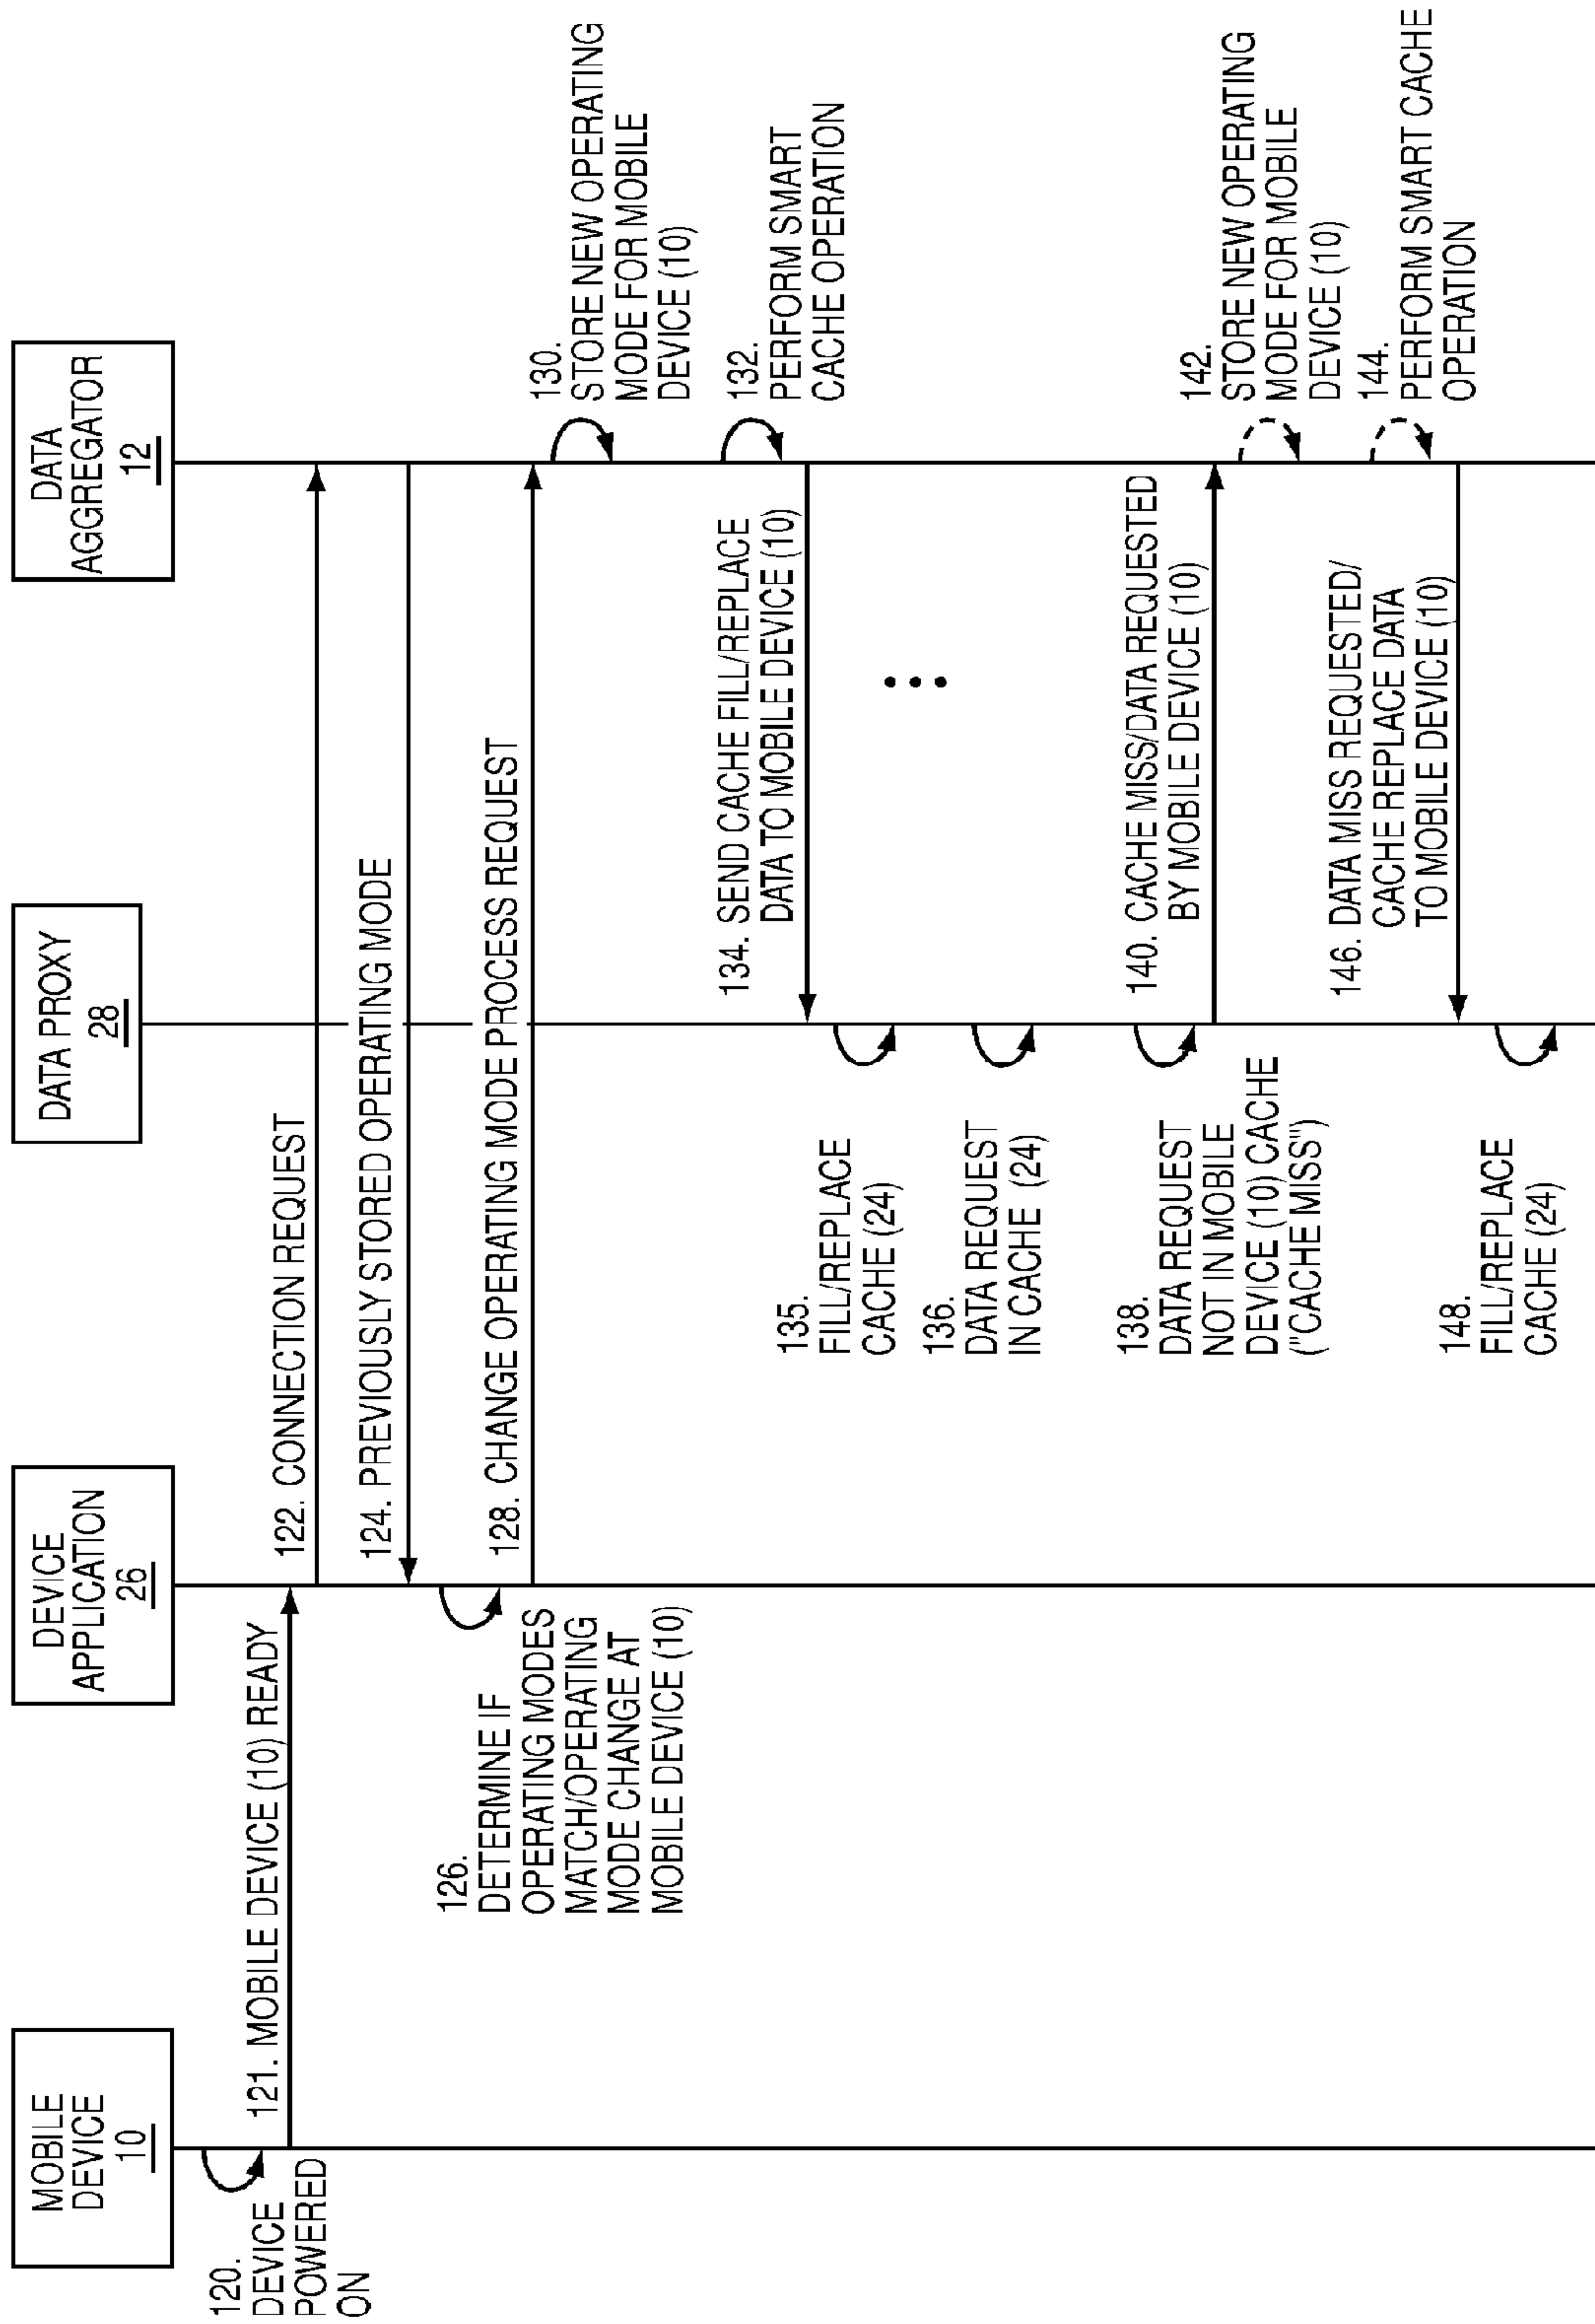 MOBILE
DEVICE
10
DEVICE
APPLICATION
26
DATA PROXY
28
DATA
AGGREGATOR
12
120.
DEVICE
POWERED
ON
121. MOBILE DEVICE (10) READY
122. CONNECTION REQUEST
124. PREVIOUSLY STORED OPERATING MODE
126.
DETERMINE IF
OPERATING MODES
MATCH/OPERATING
MODE CHANGE AT
MOBILE DEVICE (10)
128. CHANGE OPERATING MODE PROCESS REQUEST
130.
STORE NEW OPERATING
MODE FOR MOBILE
DEVICE (10)
132.
PERFORM SMART
CACHE OPERATION
134. SEND CACHE FILL/REPLACE
DATA TO MOBILE DEVICE (10)
135.
FILL/REPLACE
CACHE (24)
136.
DATA REQUEST
IN CACHE (24)
138.
DATA REQUEST
NOT IN MOBILE
DEVICE (10) CACHE
("CACHE MISS")
140. CACHE MISS/DATA REQUESTED
BY MOBILE DEVICE (10)
142.
STORE NEW OPERATING
MODE FOR MOBILE
DEVICE (10)
144.
PERFORM SMART CACHE
OPERATION
146. DATA MISS REQUESTED/
CACHE REPLACE DATA
TO MOBILE DEVICE (10)
148.
FILL/REPLACE
CACHE (24)